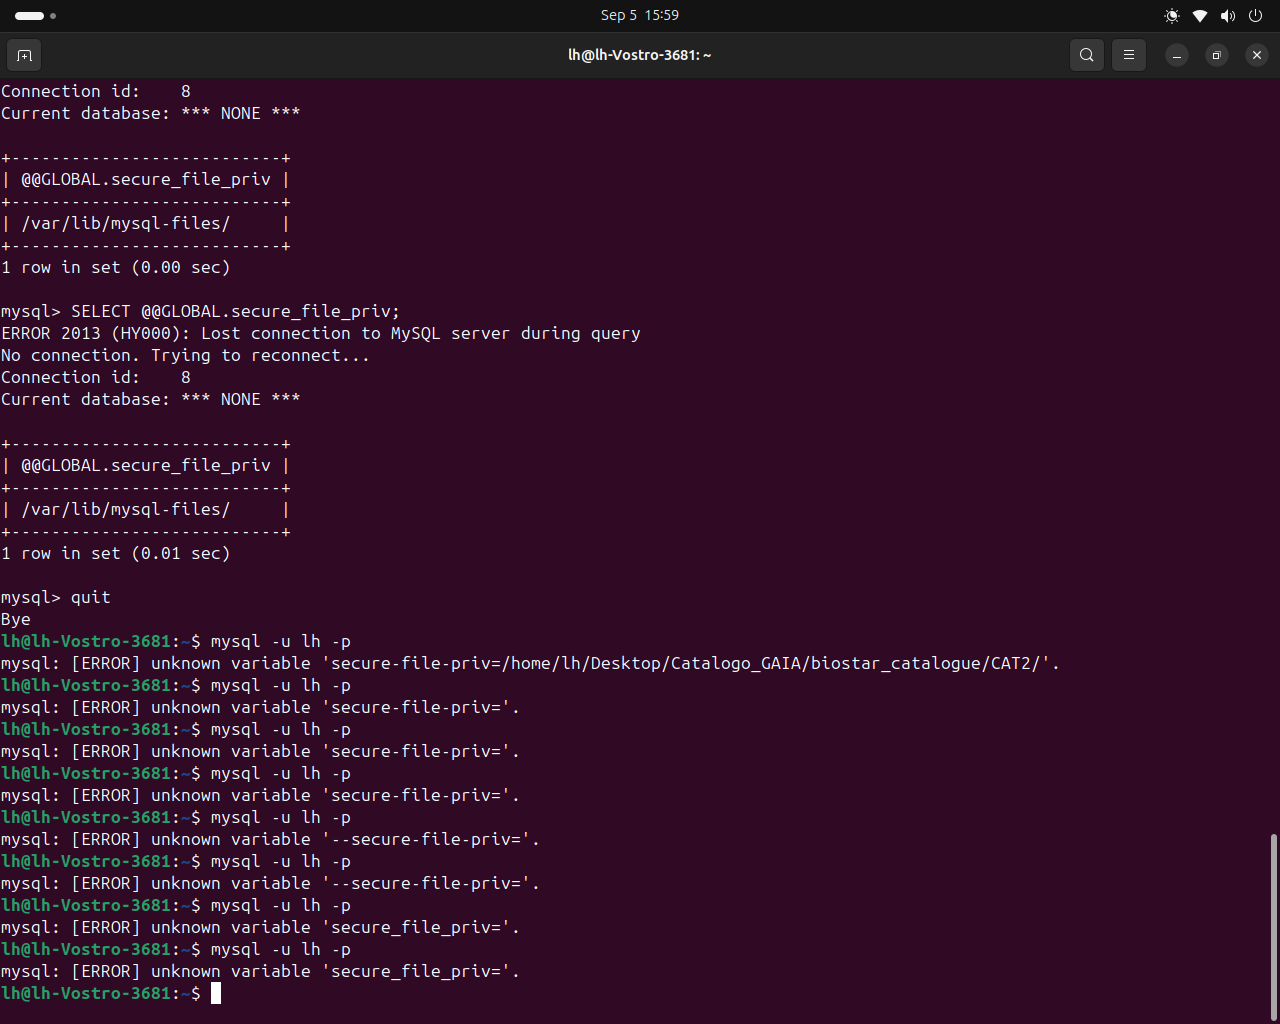 Sep 5 15:59
lh@lh-Vostro-3681: ~
Connection id:    8
Current database: *** NONE ***
+---------------------------+
| @@GLOBAL.secure_file_priv |
+---------------------------+
| /var/lib/mysql-files/     |
+---------------------------+
1 row in set (0.00 sec)
mysql> SELECT @@GLOBAL.secure_file_priv;
ERROR 2013 (HY000): Lost connection to MySQL server during query
No connection. Trying to reconnect...
Connection id:    8
Current database: *** NONE ***
+---------------------------+
| @@GLOBAL.secure_file_priv |
+---------------------------+
| /var/lib/mysql-files/     |
+---------------------------+
1 row in set (0.01 sec)
mysql> quit
Bye
lh@lh-Vostro-3681:~$ mysql -u lh -p
mysql: [ERROR] unknown variable 'secure-file-priv=/home/lh/Desktop/Catalogo_GAIA/biostar_catalogue/CAT2/'.
lh@lh-Vostro-3681:~$ mysql -u lh -p
mysql: [ERROR] unknown variable 'secure-file-priv='.
lh@lh-Vostro-3681:~$ mysql -u lh -p
mysql: [ERROR] unknown variable 'secure-file-priv='.
lh@lh-Vostro-3681:~$ mysql -u lh -p
mysql: [ERROR] unknown variable 'secure-file-priv='.
lh@lh-Vostro-3681:~$ mysql -u lh -p
mysql: [ERROR] unknown variable '--secure-file-priv='.
lh@lh-Vostro-3681:~$ mysql -u lh -p
mysql: [ERROR] unknown variable '--secure-file-priv='.
lh@lh-Vostro-3681:~$ mysql -u lh -p
mysql: [ERROR] unknown variable 'secure_file_priv='.
lh@lh-Vostro-3681:~$ mysql -u lh -p
mysql: [ERROR] unknown variable 'secure_file_priv='.
lh@lh-Vostro-3681:~$